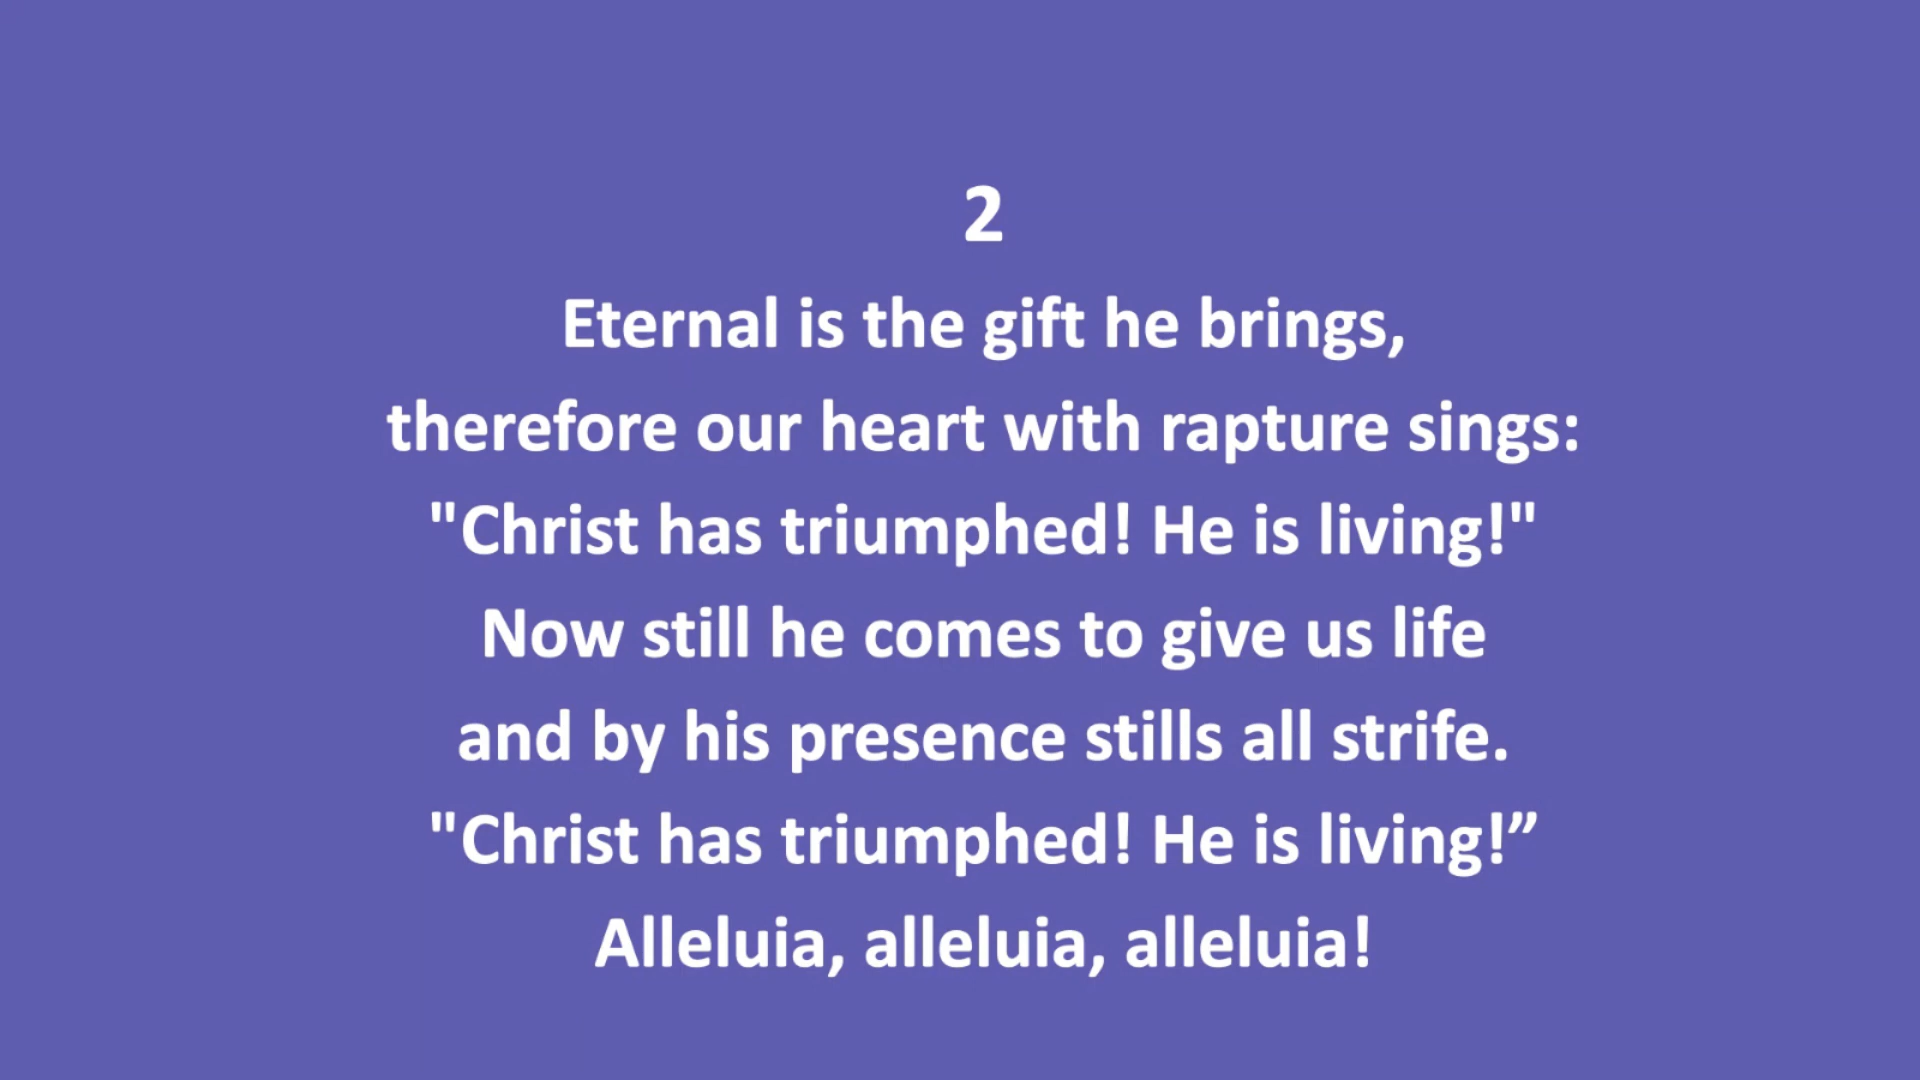 2
Eternal is the gift he brings,
therefore our heart with rapture sings:
"Christ has triumphed! He is living!"
Now still he comes to give us life
and by his presence stills all strife.
"Christ has triumphed! He is living!”
Alleluia, alleluia, alleluia!